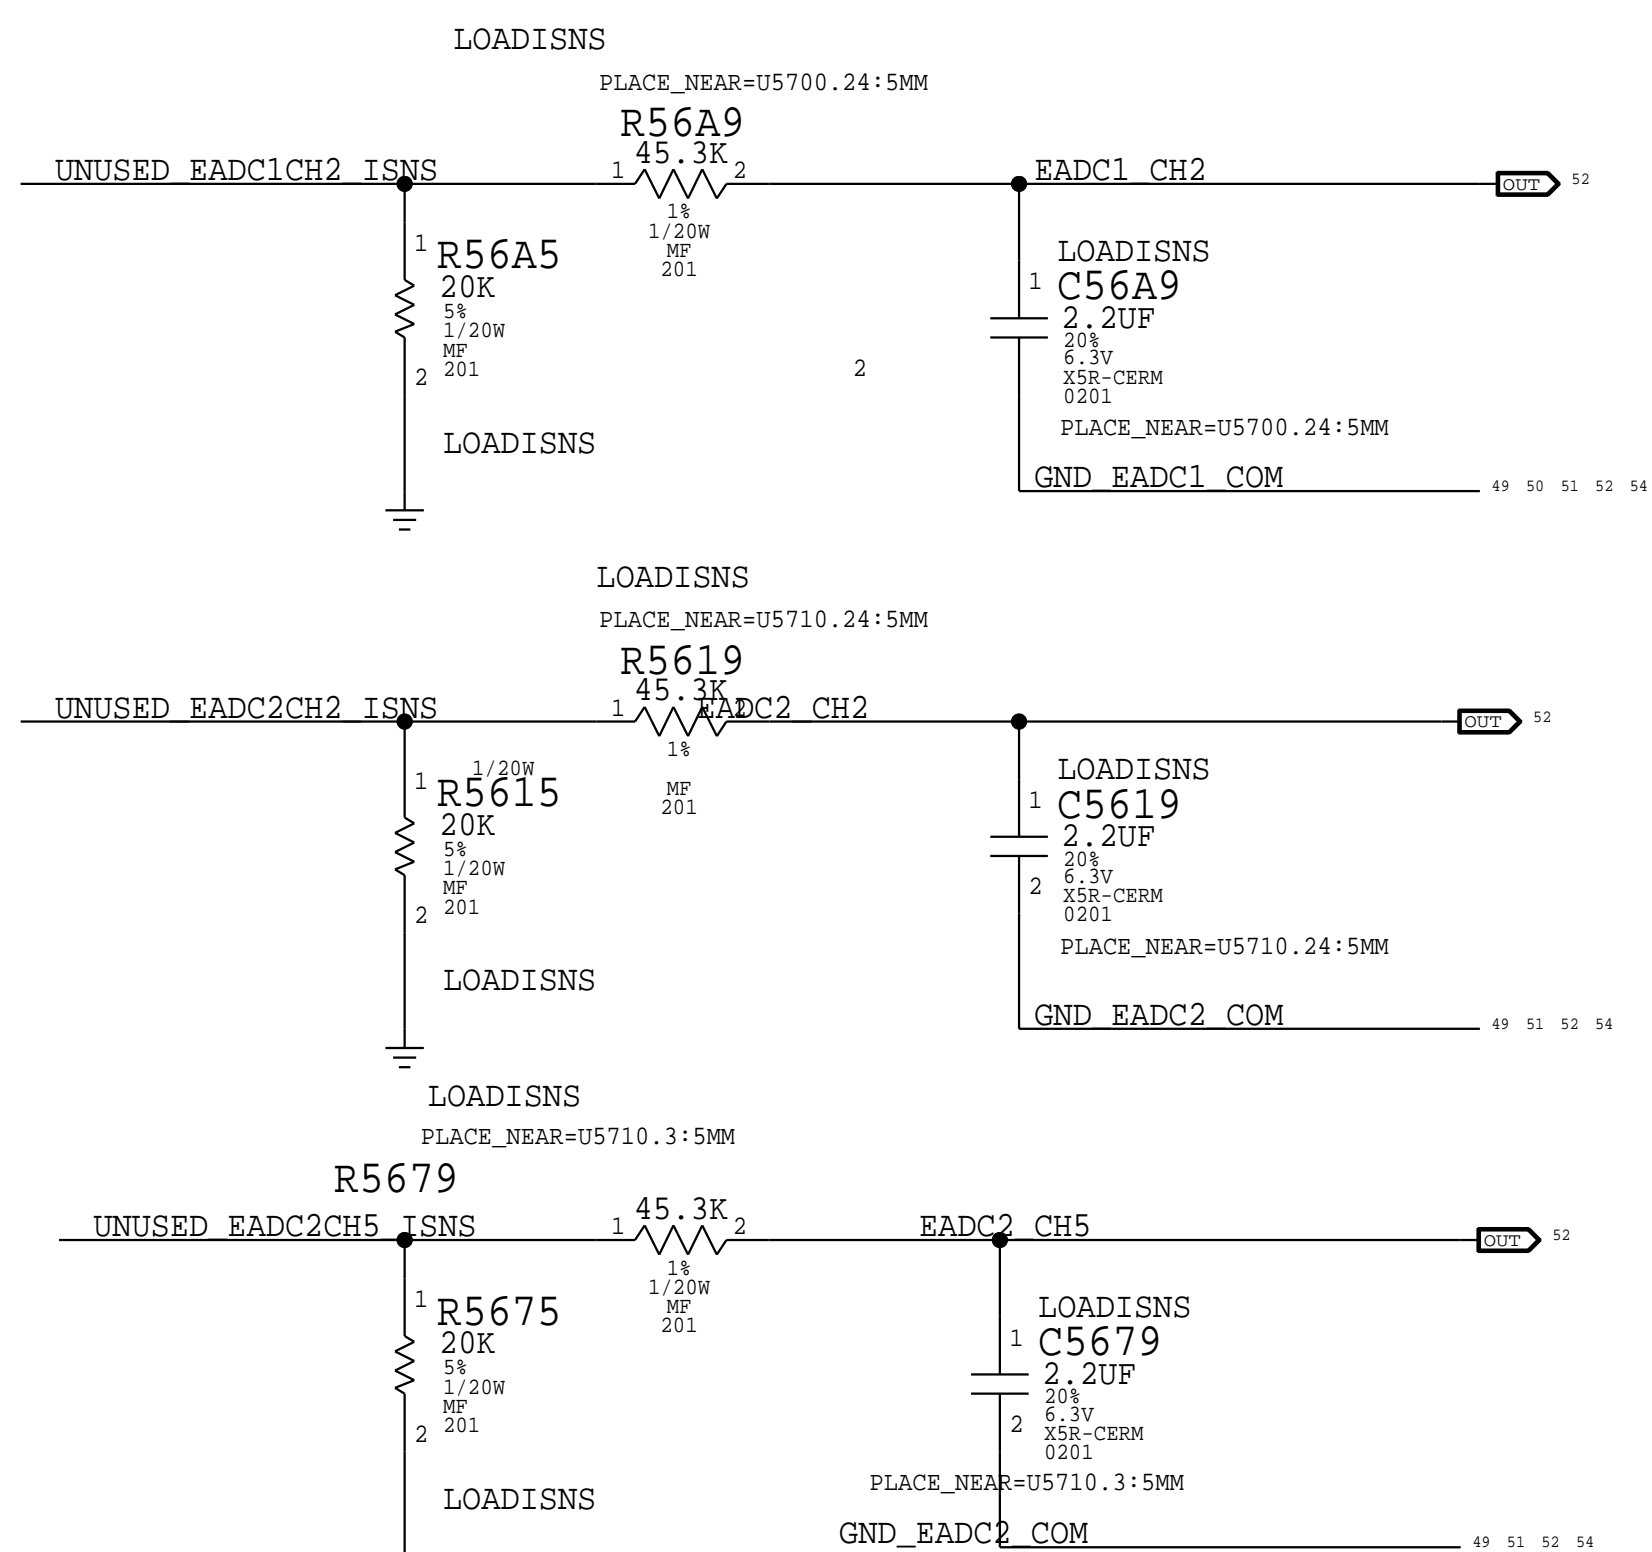 LOADISNS
PLACE_NEAR=U5700.24:5MM
R56A9
45.3K
UNUSED_EADC1CH2_ISNS
1
2
EADC1_CH2
OUT
52
1%
1/20W
MF
201
1
R56A5
20K
5%
1/20W
MF
201
2
LOADISNS
2
LOADISNS
1
C56A9
2.2UF
20%
6.3V
X5R-CERM
0201
PLACE_NEAR=U5700.24:5MM
GND_EADC1_COM
49 50 51 52 54
LOADISNS
PLACE_NEAR=U5710.24:5MM
R5619
45.3K
UNUSED_EADC2CH2_ISNS
1
2
EADC2_CH2
OUT
52
1%
1/20W
MF
201
1
R5615
20K
5%
1/20W
MF
201
2
LOADISNS
LOADISNS
1
C5619
2.2UF
20%
6.3V
2
X5R-CERM
0201
PLACE_NEAR=U5710.24:5MM
GND_EADC2_COM
49 51 52 54
LOADISNS
PLACE_NEAR=U5710.3:5MM
R5679
45.3K
UNUSED_EADC2CH5_ISNS
1
2
EADC2_CH5
OUT
52
1%
1/20W
MF
201
1
R5675
20K
5%
1/20W
MF
201
2
LOADISNS
LOADISNS
1
C5679
2.2UF
20%
6.3V
2
X5R-CERM
0201
PLACE_NEAR=U5710.3:5MM
GND_EADC2_COM
49 51 52 54